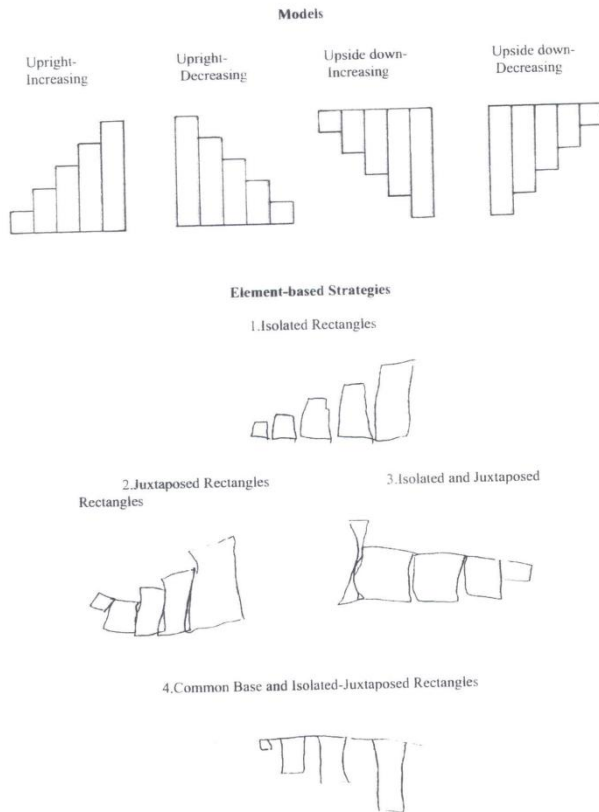 Models
Upright-
Increasing
Upright-
Decreasing
Upside down-
Increasing
Upside down-
Decreasing
Element-based Strategies
1.Isolated Rectangles
2.Juxtaposed Rectangles
Rectangles
3.Isolated and Juxtaposed
4.Common Base and Isolated-Juxtaposed Rectangles